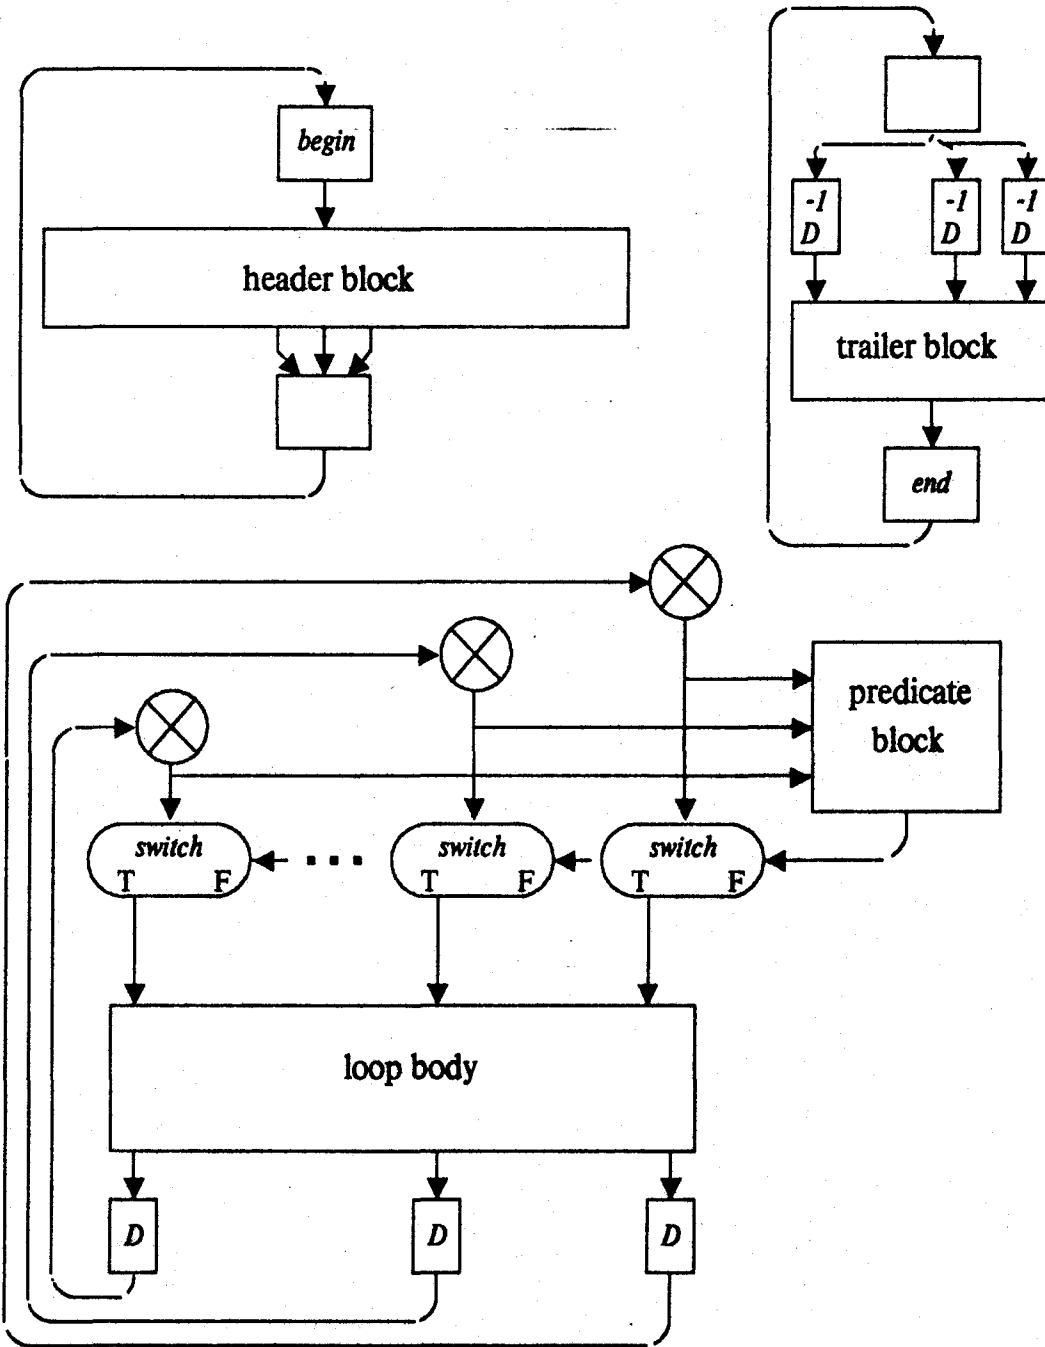 begin
header block
-1
D
-1
D
-1
D
trailer block
end
predicate
block
switch
T F
switch
T F
switch
T F
loop body
D
D
D